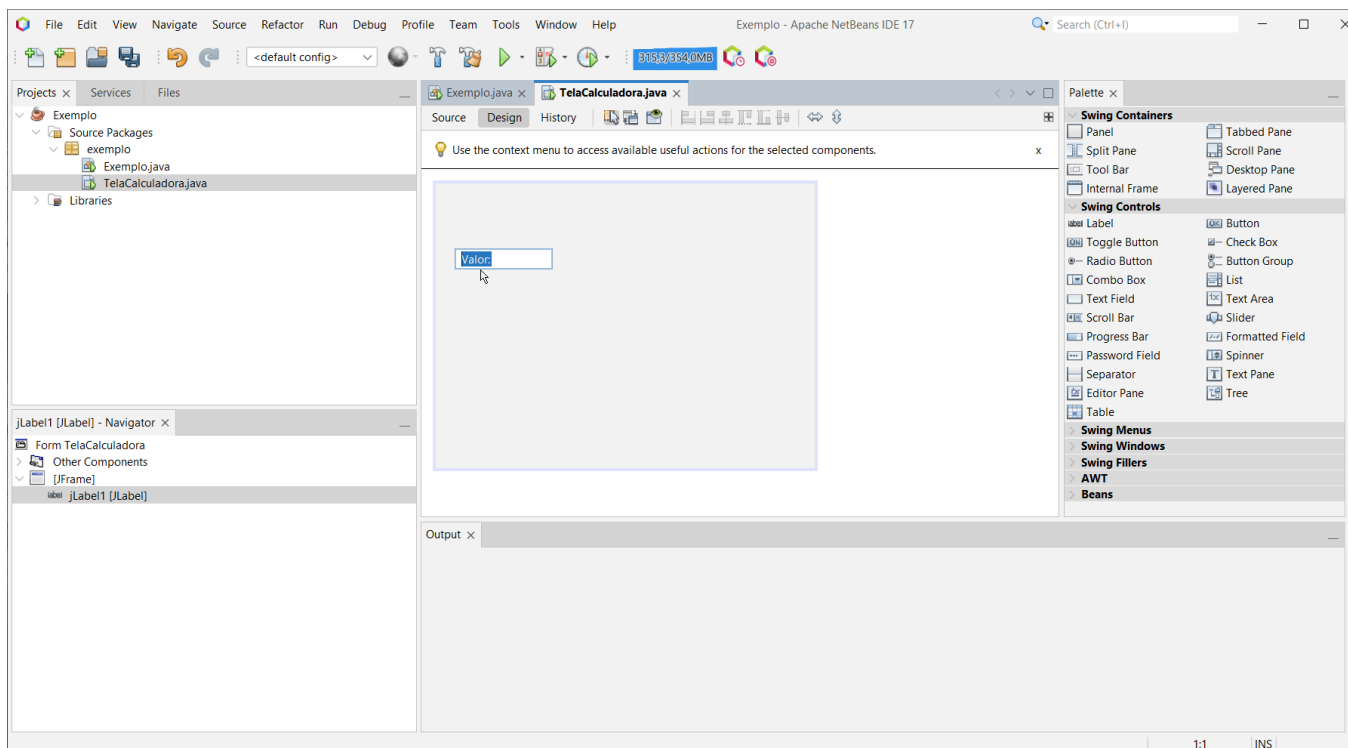 File Edit View Navigate Source Refactor Run Debug Profile Team Tools Window Help Exemplo - Apache NetBeans IDE 17 Search (Ctrl+I)
<default config> 315,3/354,0MB
Projects Services Files
Exemplo
Source Packages
exemplo
Exemplo.java
TelaCalculadora.java
Libraries
jLabel1 [JLabel] - Navigator
Form TelaCalculadora
Other Components
[JFrame]
label jLabel1 [JLabel]
Exemplo.java TelaCalculadora.java
Source Design History
Use the context menu to access available useful actions for the selected components. x
Valor:
Output
Palette
Swing Containers
Panel Tabbed Pane
Split Pane Scroll Pane
Tool Bar Desktop Pane
Internal Frame Layered Pane
Swing Controls
label Label OK Button
ON Toggle Button Check Box
Radio Button Button Group
Combo Box List
Text Field Text Area
Scroll Bar Slider
Progress Bar Formatted Field
Password Field Spinner
Separator T Text Pane
Editor Pane Tree
Table
Swing Menus
Swing Windows
Swing Fillers
AWT
Beans
1:1 INS